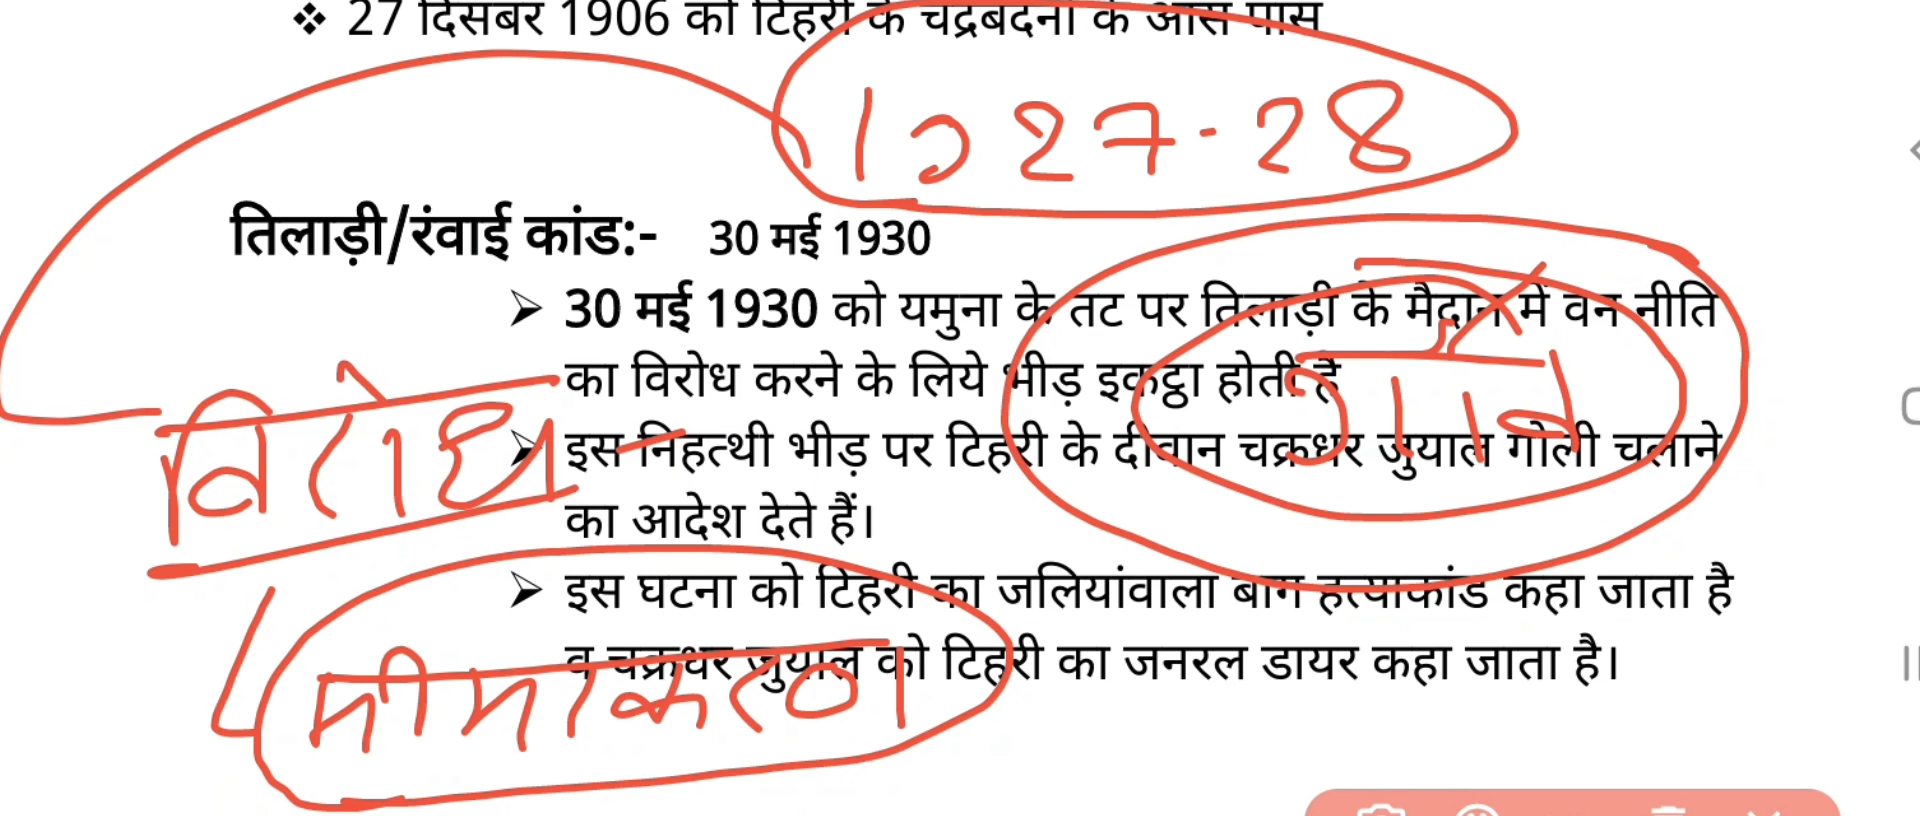 ❖ 27 दिसंबर 1906 को टिहरी के चंद्रबदनी के आस पास
1927-28
तिलाड़ी/रंवाई कांड:- 30 मई 1930
➢ 30 मई 1930 को यमुना के तट पर तिलाड़ी के मैदान में वन नीति
का विरोध करने के लिये भीड़ इकट्ठा होती है
गांव
विरोध
➢ इस निहत्थी भीड़ पर टिहरी के दीवान चक्रधर जुयाल गोली चलाने
का आदेश देते हैं।
➢ इस घटना को टिहरी का जलियांवाला बाग हत्याकांड कहा जाता है
व चक्रधर जुयाल को टिहरी का जनरल डायर कहा जाता है।
सीमाकरण